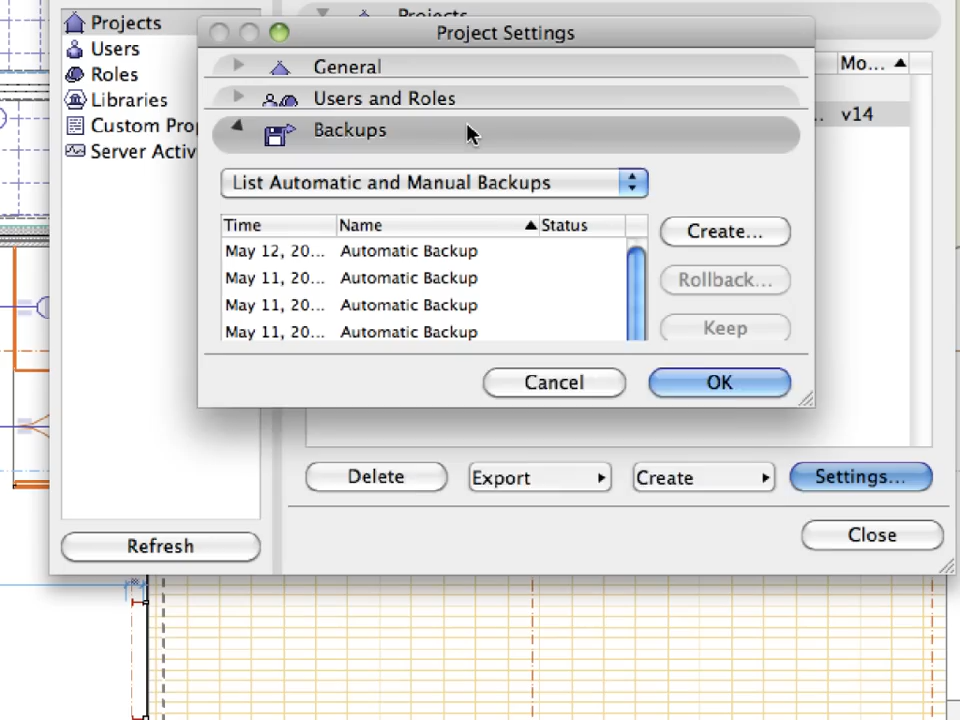 Projects
Users
Roles
Libraries
Custom Pro
Server Activ
Refresh
Projects
Mo...
v14
Project Settings
General
Users and Roles
Backups
List Automatic and Manual Backups
Time Name Status
May 12, 20... Automatic Backup
May 11, 20... Automatic Backup
May 11, 20... Automatic Backup
May 11, 20... Automatic Backup
Create...
Rollback...
Keep
Cancel OK
Delete Export Create Settings...
Close